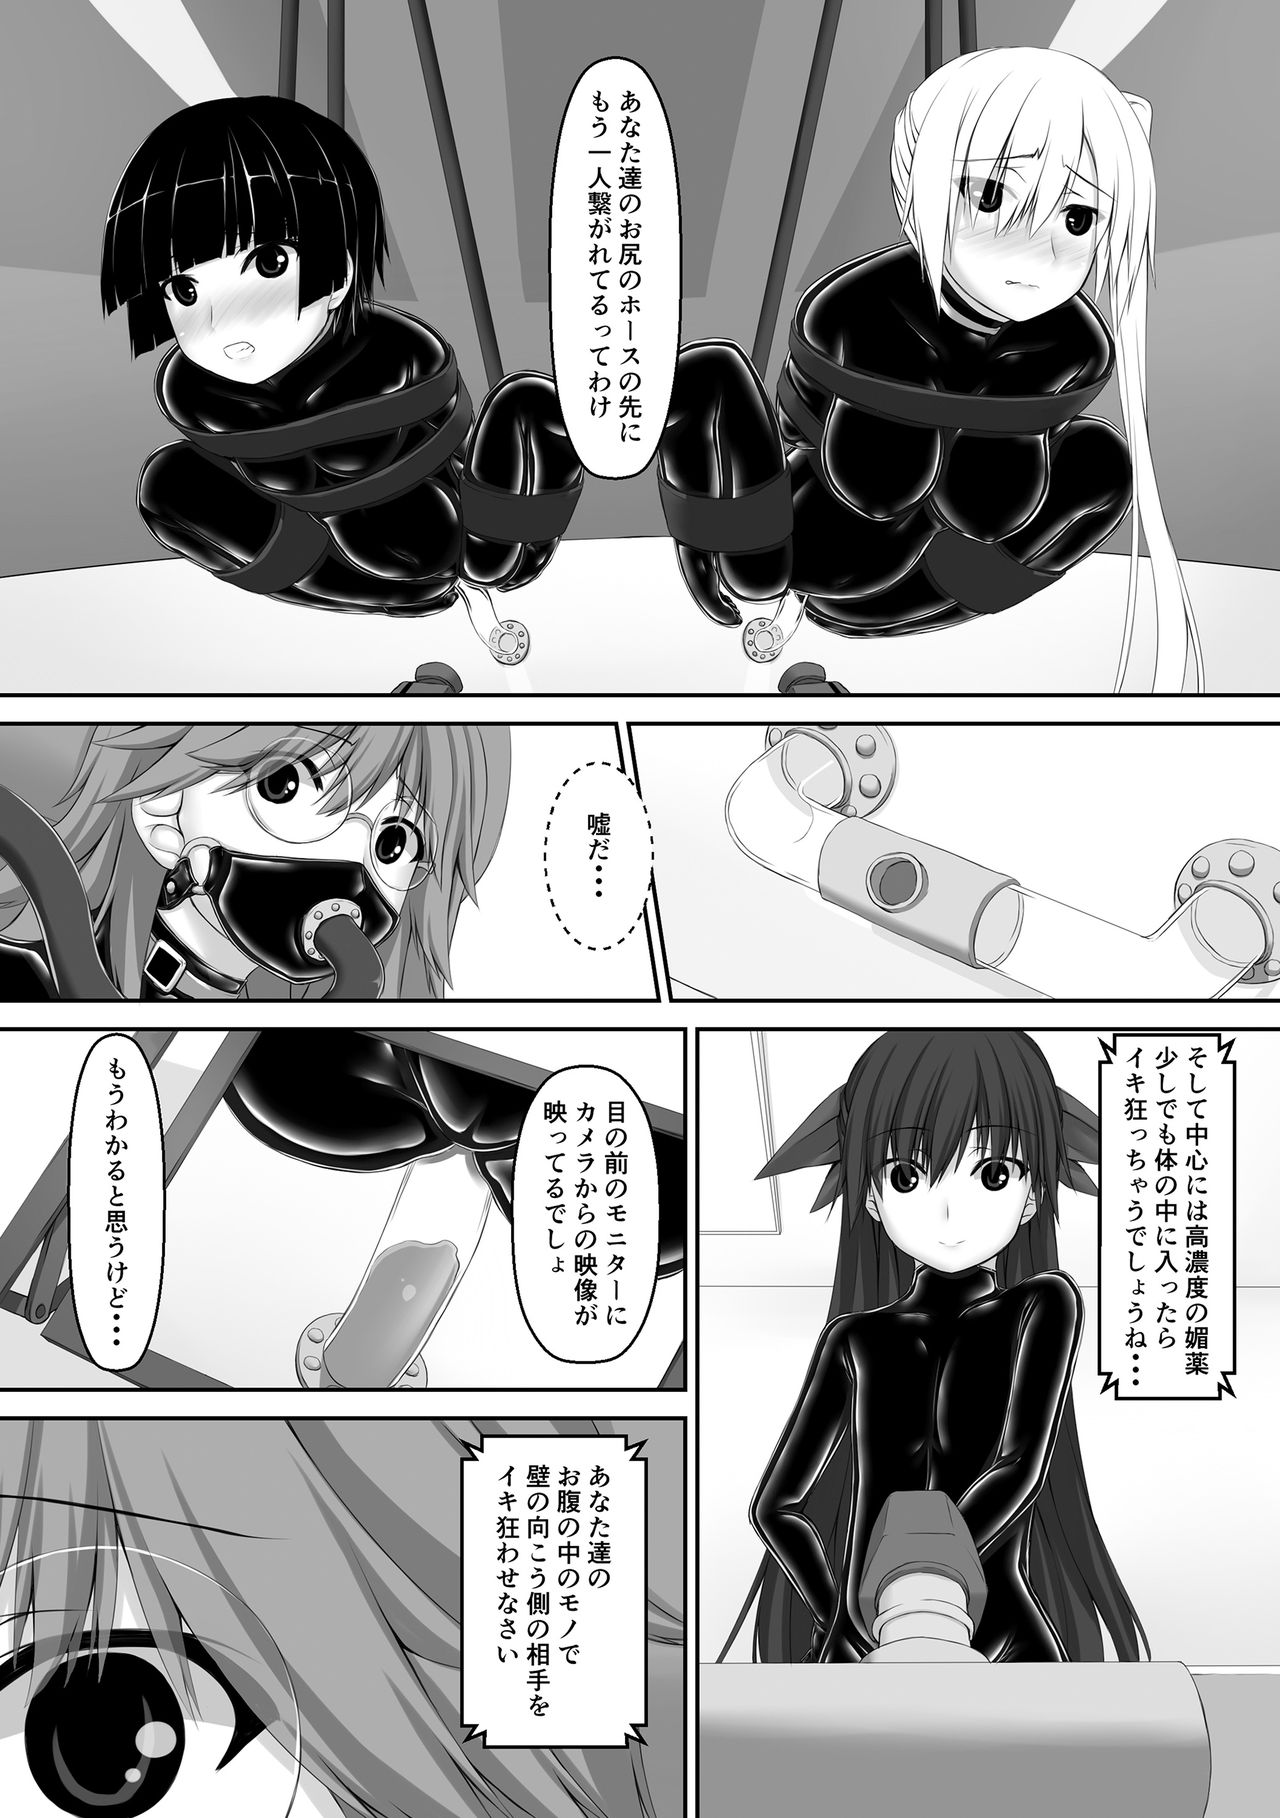 あなた達のお尻のホースの先に
もう一人繋がれてるってわけ
嘘だ・・・
そして中心には高濃度の媚薬
少しでも体の中に入ったら
イキ狂っちゃうでしょうね・・・
目の前のモニターに
カメラからの映像が
映ってるでしょ
もうわかると思うけど・・・
あなた達の
お腹の中のモノで
壁の向こう側の相手を
イキ狂わせなさい